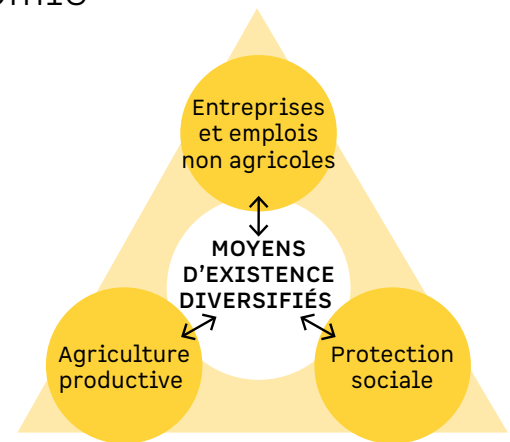 Entreprises
et emplois
non agricoles
MOYENS
D'EXISTENCE
DIVERSIFIÉS
Agriculture
productive
Protection
sociale